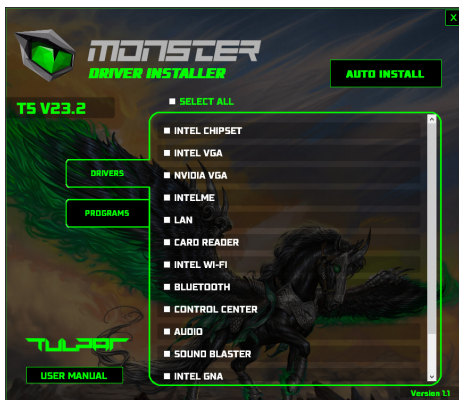 X
MONSTER
DRIVER INSTALLER
AUTO INSTALL
T5 V23.2
SELECT ALL
INTEL CHIPSET
INTEL VGA
DRIVERS
NVIDIA VGA
INTELME
PROGRAMS
LAN
CARD READER
INTEL WI-FI
BLUETOOTH
CONTROL CENTER
AUDIO
TULPAR
SOUND BLASTER
USER MANUAL
INTEL GNA
Version 1.1